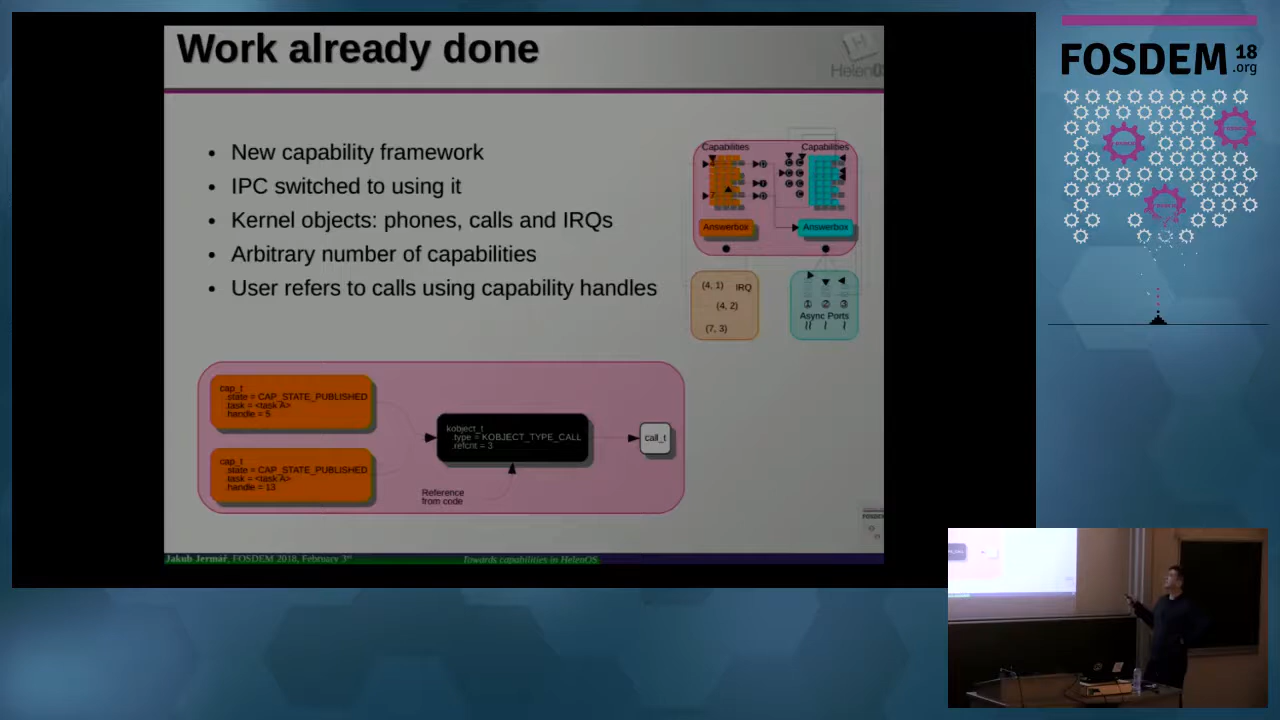 Work already done
HelenOS
• New capability framework
• IPC switched to using it
• Kernel objects: phones, calls and IRQs
• Arbitrary number of capabilities
• User refers to calls using capability handles
Capabilities
Capabilities
Answerbox
Answerbox
(4, 1)
IRQ
(4, 2)
(7, 3)
① ② ③
Async Ports
cap_t
.state = CAP_STATE_PUBLISHED
.task = <task A>
.handle = 5
cap_t
.state = CAP_STATE_PUBLISHED
.task = <task A>
.handle = 13
kobject_t
.type = KOBJECT_TYPE_CALL
.refcnt = 3
call_t
Reference
from code
Jakub Jermář, FOSDEM 2018, February 3rd
Towards capabilities in HelenOS
FOSDEM 18
.org